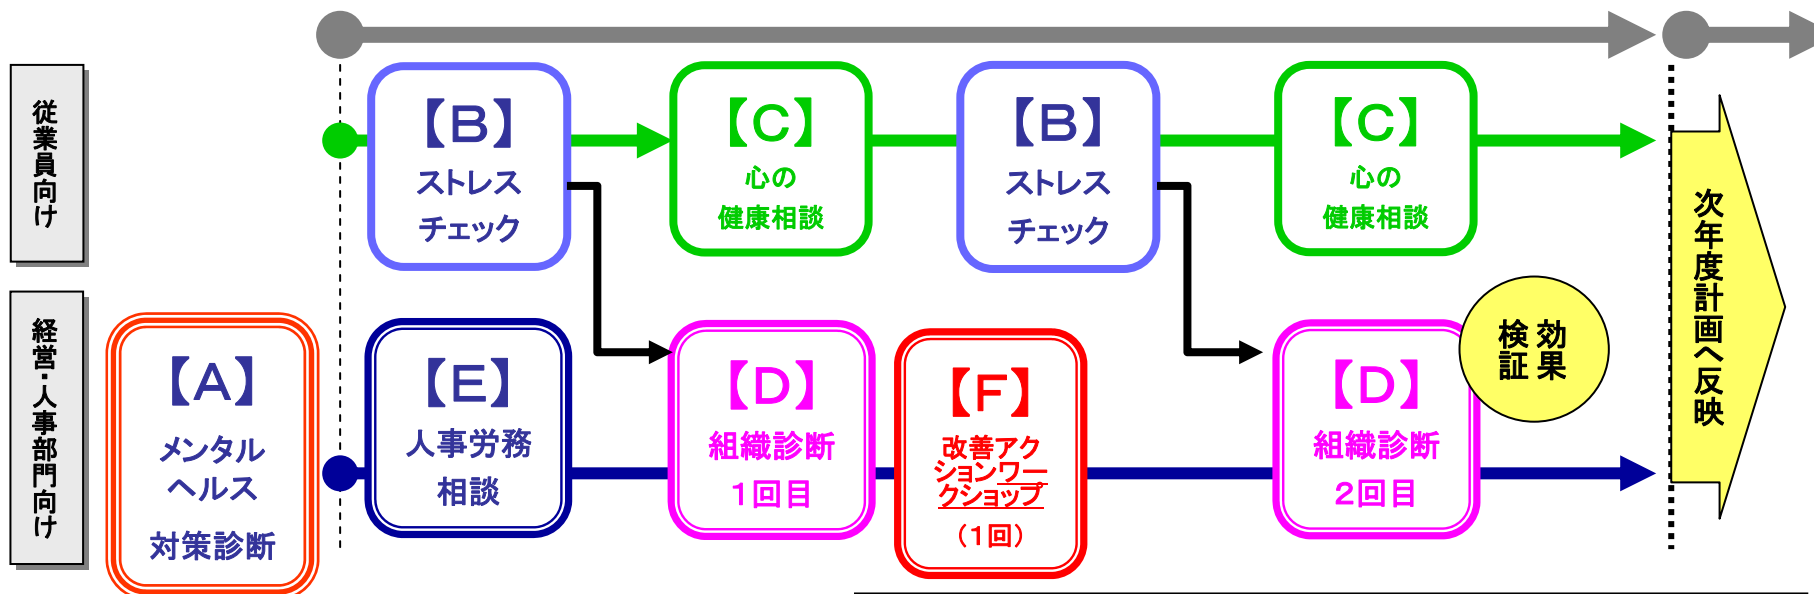 従業員向け
【B】
ストレス
チェック
【C】
心の
健康相談
【B】
ストレス
チェック
【C】
心の
健康相談
経営・人事部門向け
【A】
メンタル
ヘルス
対策診断
【E】
人事労務
相談
【D】
組織診断
1回目
【F】
改善アク
ションワー
クショップ
(1回)
【D】
組織診断
2回目
効果
検証
次年度計画へ反映